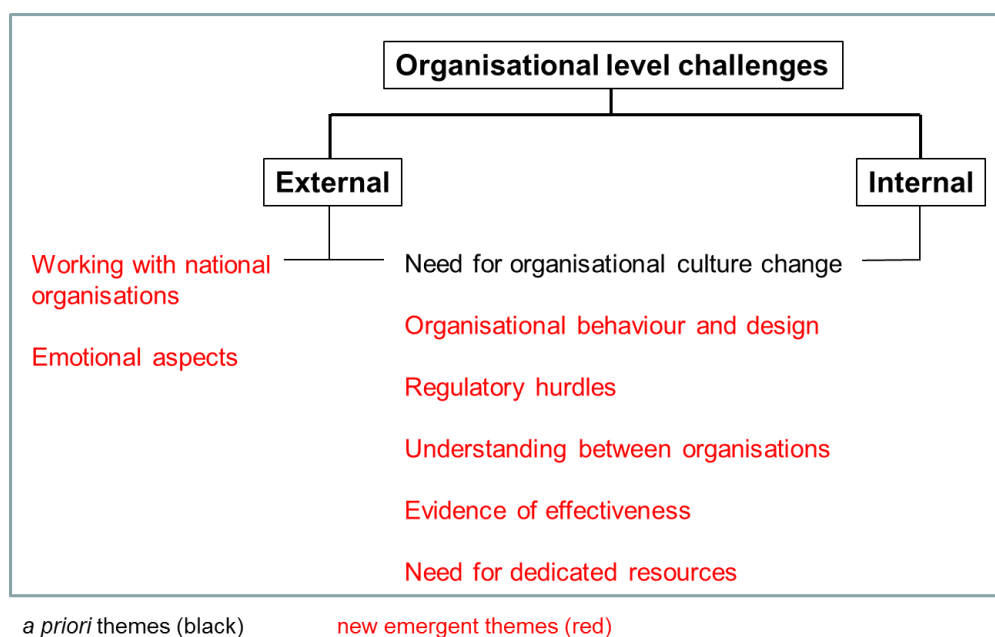 Organisational level challenges
External
Internal
Working with national
organisations
Emotional aspects
Need for organisational culture change
Organisational behaviour and design
Regulatory hurdles
Understanding between organisations
Evidence of effectiveness
Need for dedicated resources
a priori themes (black)
new emergent themes (red)